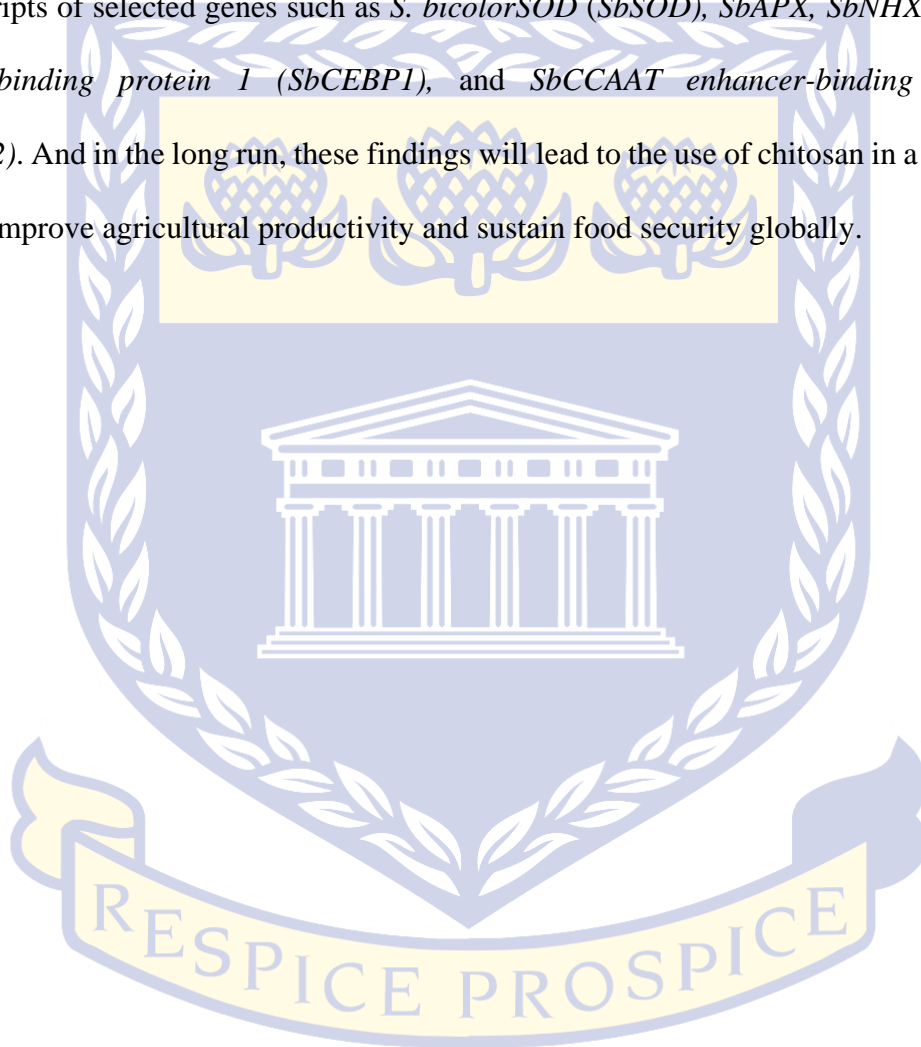 ripts of selected genes such as S. bicolorSOD (SbSOD), SbAPX, SbNHX
binding protein 1 (SbCEBP1), and SbCCAAT enhancer-binding
2). And in the long run, these findings will lead to the use of chitosan in a
mprove agricultural productivity and sustain food security globally.
RESPICE PROSPICE